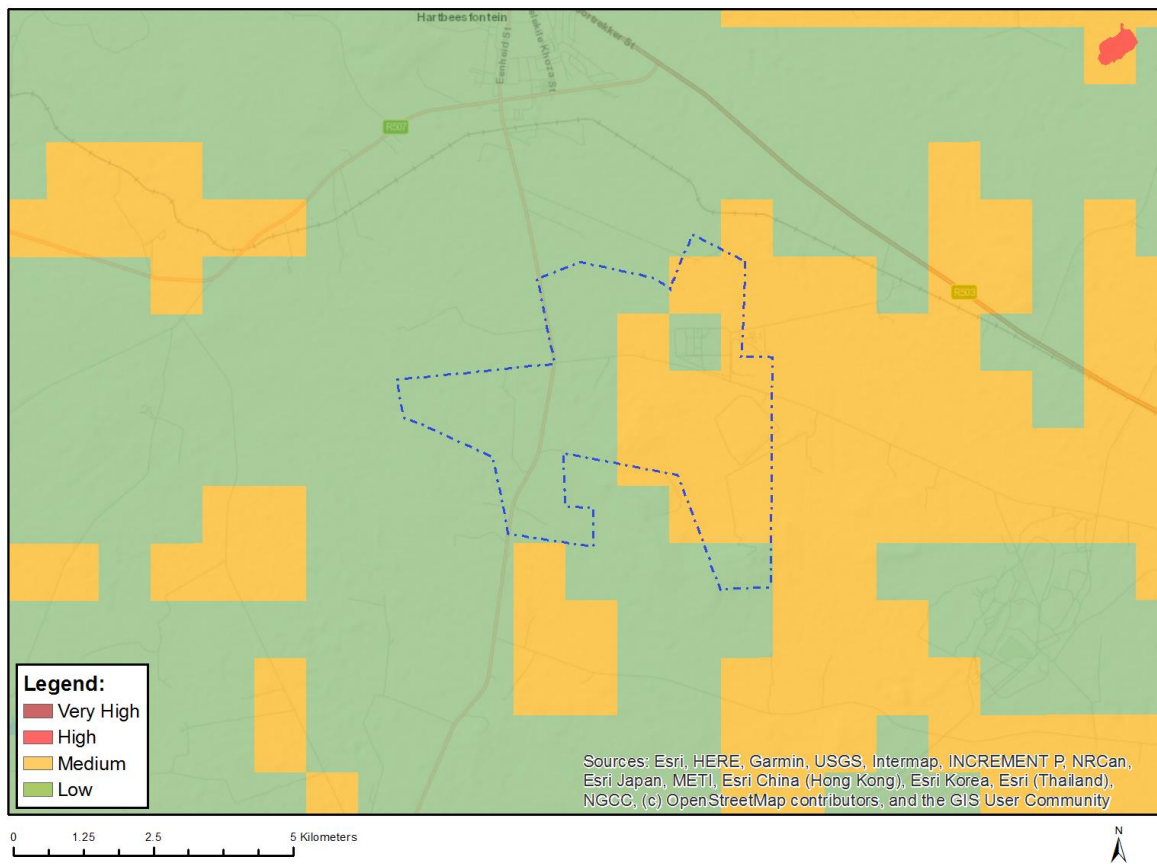 Hartbeesfontein
Eenheid St
R507
R503
Legend:
Very High
High
Medium
Low
Sources: Esri, HERE, Garmin, USGS, Intermap, INCREMENT P, NRCan,
Esri Japan, METI, Esri China (Hong Kong), Esri Korea, Esri (Thailand),
NGCC, (c) OpenStreetMap contributors, and the GIS User Community
0 1.25 2.5 5 Kilometers
N